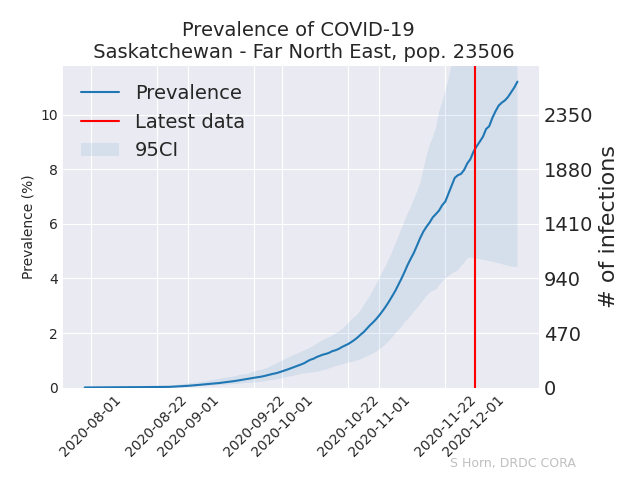 Prevalence of COVID-19
Saskatchewan - Far North East, pop. 23506
Prevalence
Latest data
95CI
Prevalence (%)
10
8
6
4
2
0
2350
1880
1410
940
470
0
# of infections
2020-08-01
2020-08-22
2020-09-01
2020-09-22
2020-10-01
2020-10-22
2020-11-01
2020-11-22
2020-12-01
S Horn, DRDC CORA